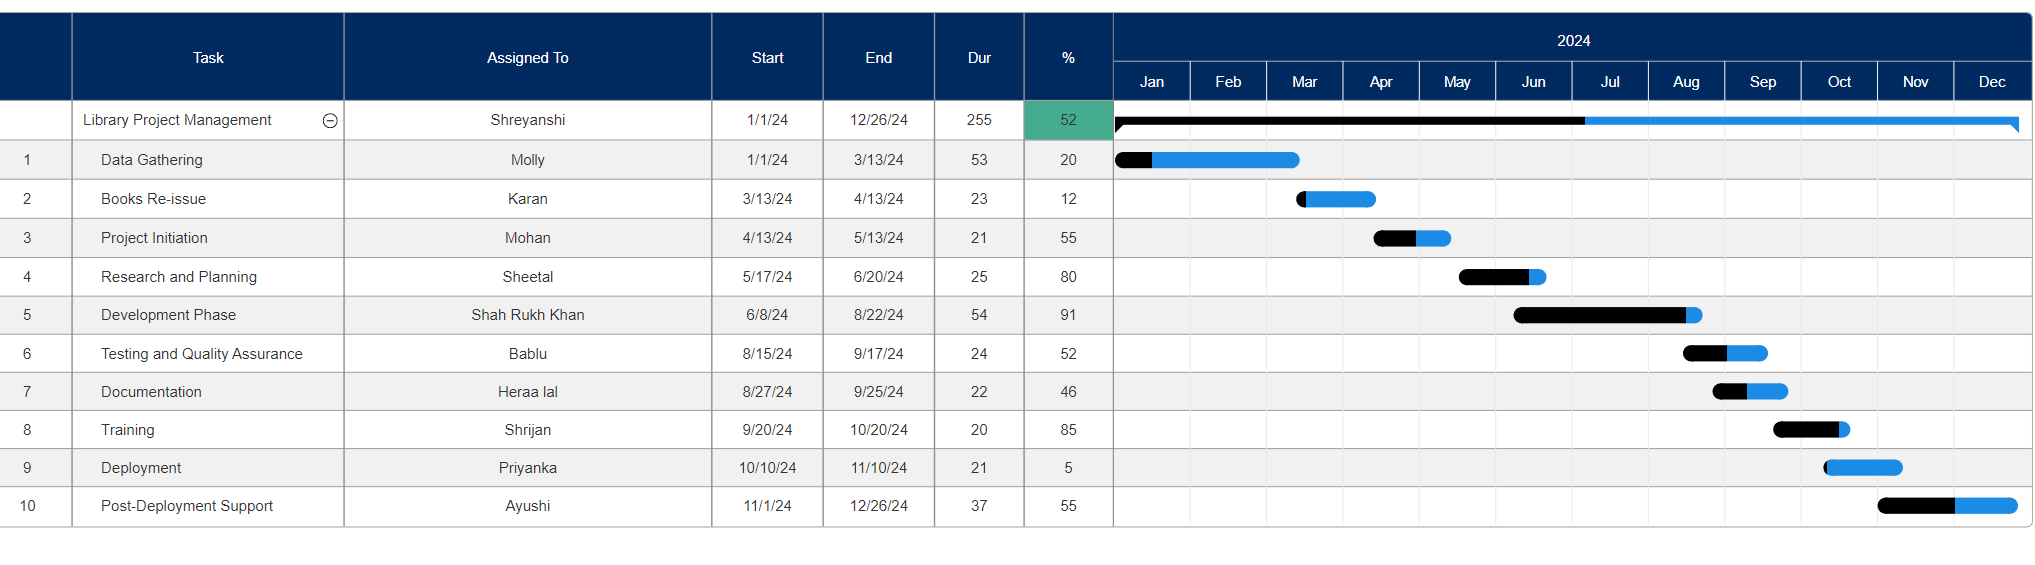 Task Assigned To Start End Dur % 2024
Jan Feb Mar Apr May Jun Jul Aug Sep Oct Nov Dec
Library Project Management Shreyanshi 1/1/24 12/26/24 255 52
1 Data Gathering Molly 1/1/24 3/13/24 53 20
2 Books Re-issue Karan 3/13/24 4/13/24 23 12
3 Project Initiation Mohan 4/13/24 5/13/24 21 55
4 Research and Planning Sheetal 5/17/24 6/20/24 25 80
5 Development Phase Shah Rukh Khan 6/8/24 8/22/24 54 91
6 Testing and Quality Assurance Bablu 8/15/24 9/17/24 24 52
7 Documentation Heraa lal 8/27/24 9/25/24 22 46
8 Training Shrijan 9/20/24 10/20/24 20 85
9 Deployment Priyanka 10/10/24 11/10/24 21 5
10 Post-Deployment Support Ayushi 11/1/24 12/26/24 37 55